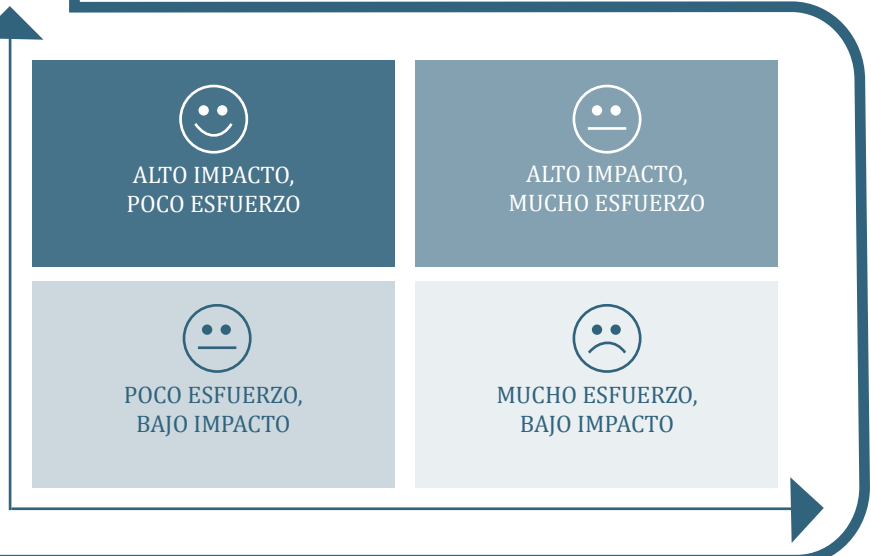 ALTO IMPACTO,
POCO ESFUERZO
ALTO IMPACTO,
MUCHO ESFUERZO
POCO ESFUERZO,
BAJO IMPACTO
MUCHO ESFUERZO,
BAJO IMPACTO